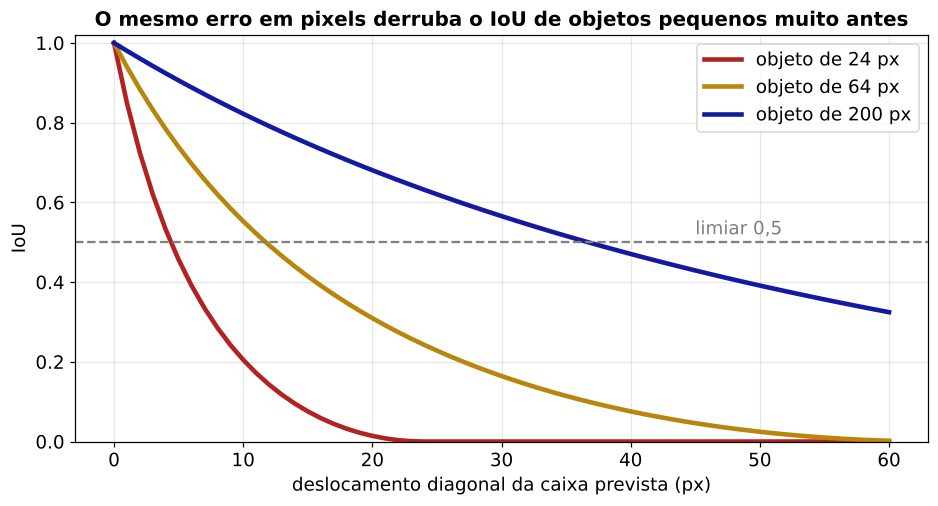 O mesmo erro em pixels derruba o IoU de objetos pequenos muito antes
objeto de 24 px
objeto de 64 px
objeto de 200 px
limiar 0,5
IoU
1.0
0.8
0.6
0.4
0.2
0.0
0 10 20 30 40 50 60
deslocamento diagonal da caixa prevista (px)